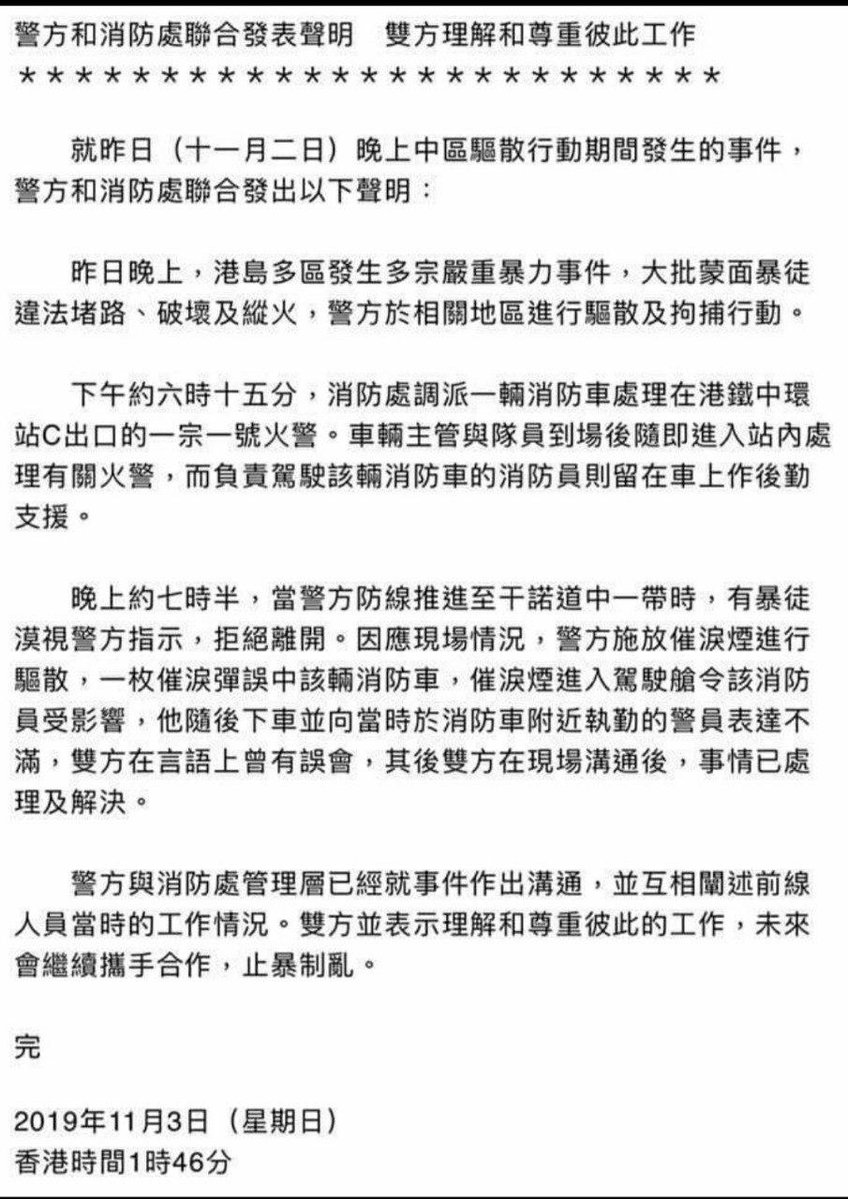 警方和消防處聯合發表聲明　雙方理解和尊重彼此工作
＊＊＊＊＊＊＊＊＊＊＊＊＊＊＊＊＊＊＊＊＊＊＊＊＊
就昨日（十一月二日）晚上中區驅散行動期間發生的事件，
警方和消防處聯合發出以下聲明：
昨日晚上，港島多區發生多宗嚴重暴力事件，大批蒙面暴徒
違法堵路、破壞及縱火，警方於相關地區進行驅散及拘捕行動。
下午約六時十五分，消防處調派一輛消防車處理在港鐵中環
站C出口的一宗一號火警。車輛主管與隊員到場後隨即進入站內處
理有關火警，而負責駕駛該輛消防車的消防員則留在車上作後勤
支援。
晚上約七時半，當警方防線推進至干諾道中一帶時，有暴徒
漠視警方指示，拒絕離開。因應現場情況，警方施放催淚煙進行
驅散，一枚催淚彈誤中該輛消防車，催淚煙進入駕駛艙令該消防
員受影響，他隨後下車並向當時於消防車附近執勤的警員表達不
滿，雙方在言語上曾有誤會，其後雙方在現場溝通後，事情已處
理及解決。
警方與消防處管理層已經就事件作出溝通，並互相闡述前線
人員當時的工作情況。雙方並表示理解和尊重彼此的工作，未來
會繼續攜手合作，止暴制亂。
完
2019年11月3日（星期日）
香港時間1時46分